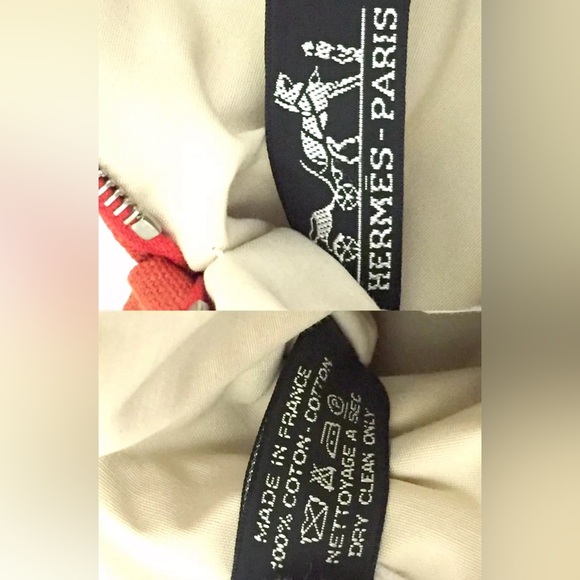 HERMÈS-PARIS
MADE IN FRANCE
100% COTON-COTTON
P
NETTOYAGE A SEC
DRY CLEAN ONLY